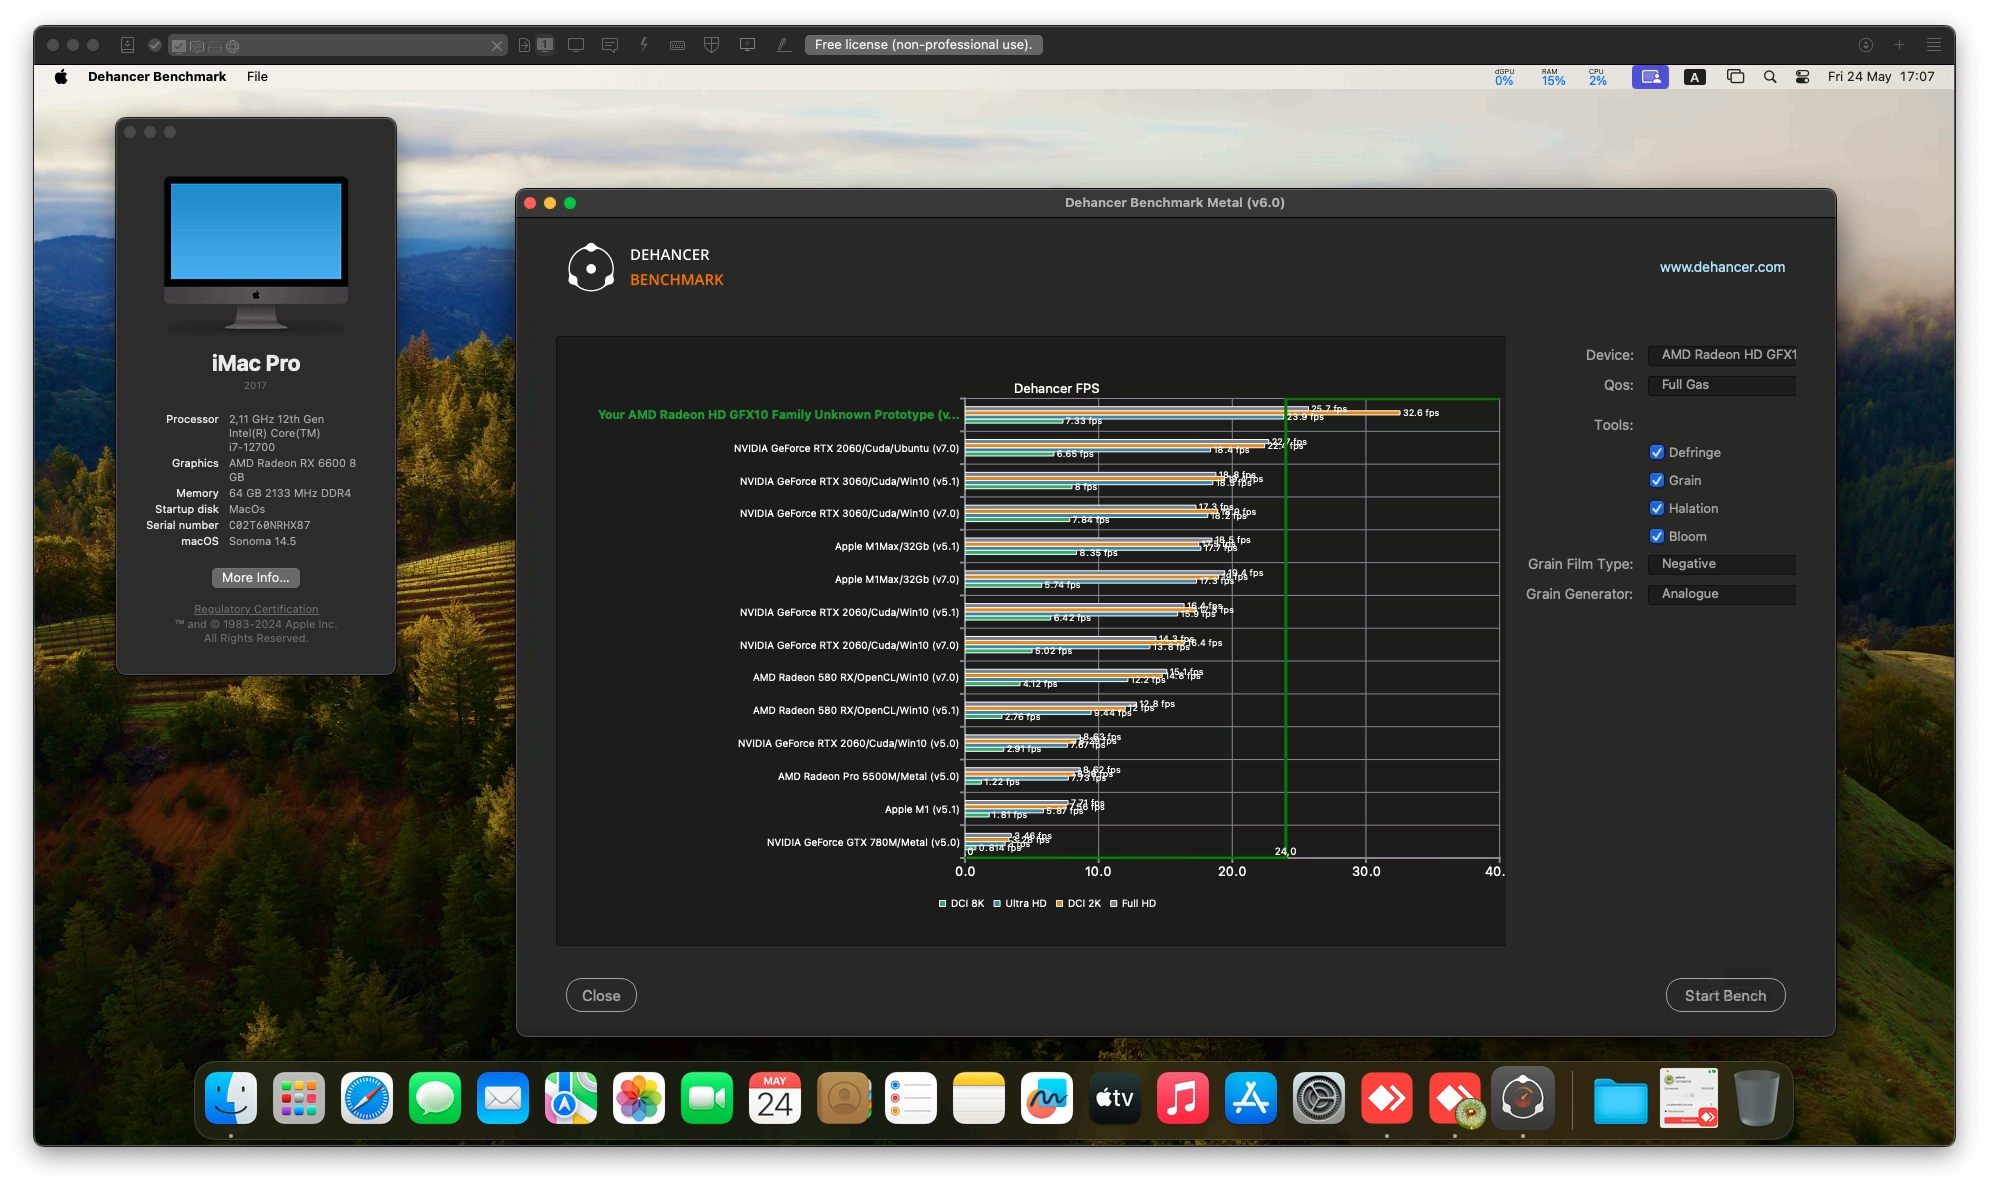 1
Free license (non-professional use).
Dehancer Benchmark File
dGPU 0% RAM 15% CPU 2% A Fri 24 May 17:07
iMac Pro
2017
Processor 2,11 GHz 12th Gen
Intel(R) Core(TM)
i7-12700
Graphics AMD Radeon RX 6600 8
GB
Memory 64 GB 2133 MHz DDR4
Startup disk MacOs
Serial number C02T60NRHX87
macOS Sonoma 14.5
More Info...
Regulatory Certification
™ and © 1983-2024 Apple Inc.
All Rights Reserved.
Dehancer Benchmark Metal (v6.0)
DEHANCER
BENCHMARK
www.dehancer.com
Dehancer FPS
Your AMD Radeon HD GFX10 Family Unknown Prototype (v... 25.7 fps 32.6 fps 23.9 fps 7.33 fps
NVIDIA GeForce RTX 2060/Cuda/Ubuntu (v7.0) 22.7 fps 18.4 fps 6.65 fps
NVIDIA GeForce RTX 3060/Cuda/Win10 (v5.1) 18.8 fps 18.5 fps 8 fps
NVIDIA GeForce RTX 3060/Cuda/Win10 (v7.0) 17.3 fps 18.2 fps 7.84 fps
Apple M1Max/32Gb (v5.1) 18.5 fps 17.7 fps 8.35 fps
Apple M1Max/32Gb (v7.0) 19.4 fps 19 fps 17.3 fps 5.74 fps
NVIDIA GeForce RTX 2060/Cuda/Win10 (v5.1) 16.4 fps 15.9 fps 6.42 fps
NVIDIA GeForce RTX 2060/Cuda/Win10 (v7.0) 14.3 fps 16.4 fps 13.8 fps 5.02 fps
AMD Radeon 580 RX/OpenCL/Win10 (v7.0) 15.1 fps 14.8 fps 12.2 fps 4.12 fps
AMD Radeon 580 RX/OpenCL/Win10 (v5.1) 12.8 fps 12 fps 9.44 fps 2.76 fps
NVIDIA GeForce RTX 2060/Cuda/Win10 (v5.0) 8.63 fps 7.67 fps 2.91 fps
AMD Radeon Pro 5500M/Metal (v5.0) 8.62 fps 7.73 fps 1.22 fps
Apple M1 (v5.1) 7.71 fps 5.87 fps 1.81 fps
NVIDIA GeForce GTX 780M/Metal (v5.0) 3.46 fps 0.814 fps
0 24,0
0.0 10.0 20.0 30.0 40.
DCI 8K Ultra HD DCI 2K Full HD
Device: AMD Radeon HD GFX1
Qos: Full Gas
Tools:
Defringe
Grain
Halation
Bloom
Grain Film Type: Negative
Grain Generator: Analogue
Close
Start Bench
MAY
24
tv